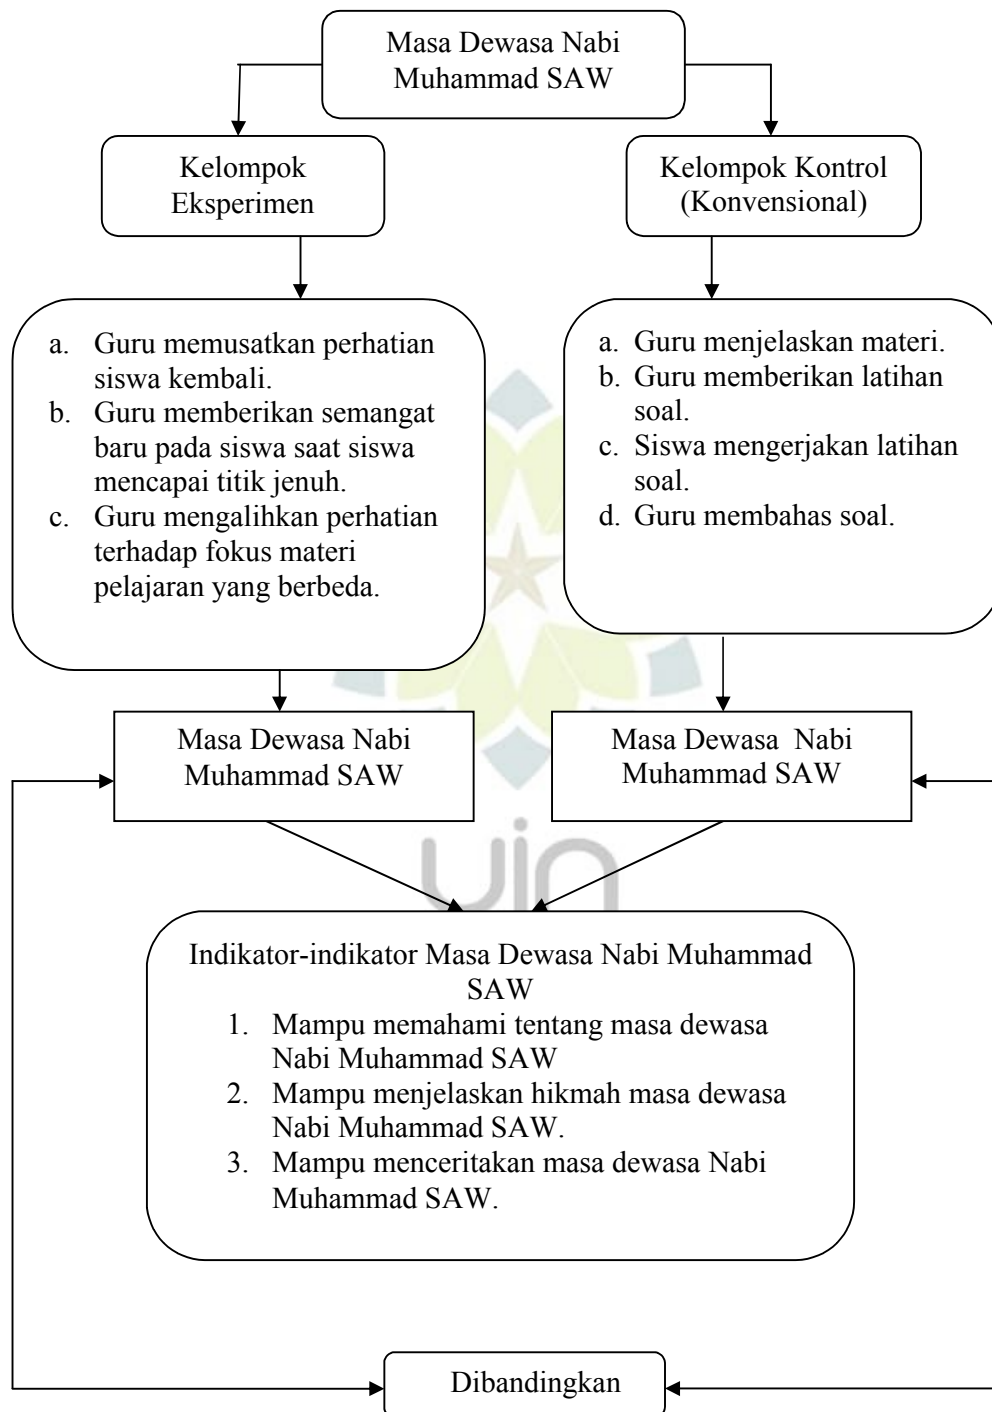 Masa Dewasa Nabi
Muhammad SAW
Kelompok
Eksperimen
Kelompok Kontrol
(Konvensional)
a. Guru memusatkan perhatian
siswa kembali.
b. Guru memberikan semangat
baru pada siswa saat siswa
mencapai titik jenuh.
c. Guru mengalihkan perhatian
terhadap fokus materi
pelajaran yang berbeda.
a. Guru menjelaskan materi.
b. Guru memberikan latihan
soal.
c. Siswa mengerjakan latihan
soal.
d. Guru membahas soal.
Masa Dewasa Nabi
Muhammad SAW
Masa Dewasa Nabi
Muhammad SAW
uin
Indikator-indikator Masa Dewasa Nabi Muhammad
SAW
1. Mampu memahami tentang masa dewasa
Nabi Muhammad SAW
2. Mampu menjelaskan hikmah masa dewasa
Nabi Muhammad SAW.
3. Mampu menceritakan masa dewasa Nabi
Muhammad SAW.
Dibandingkan